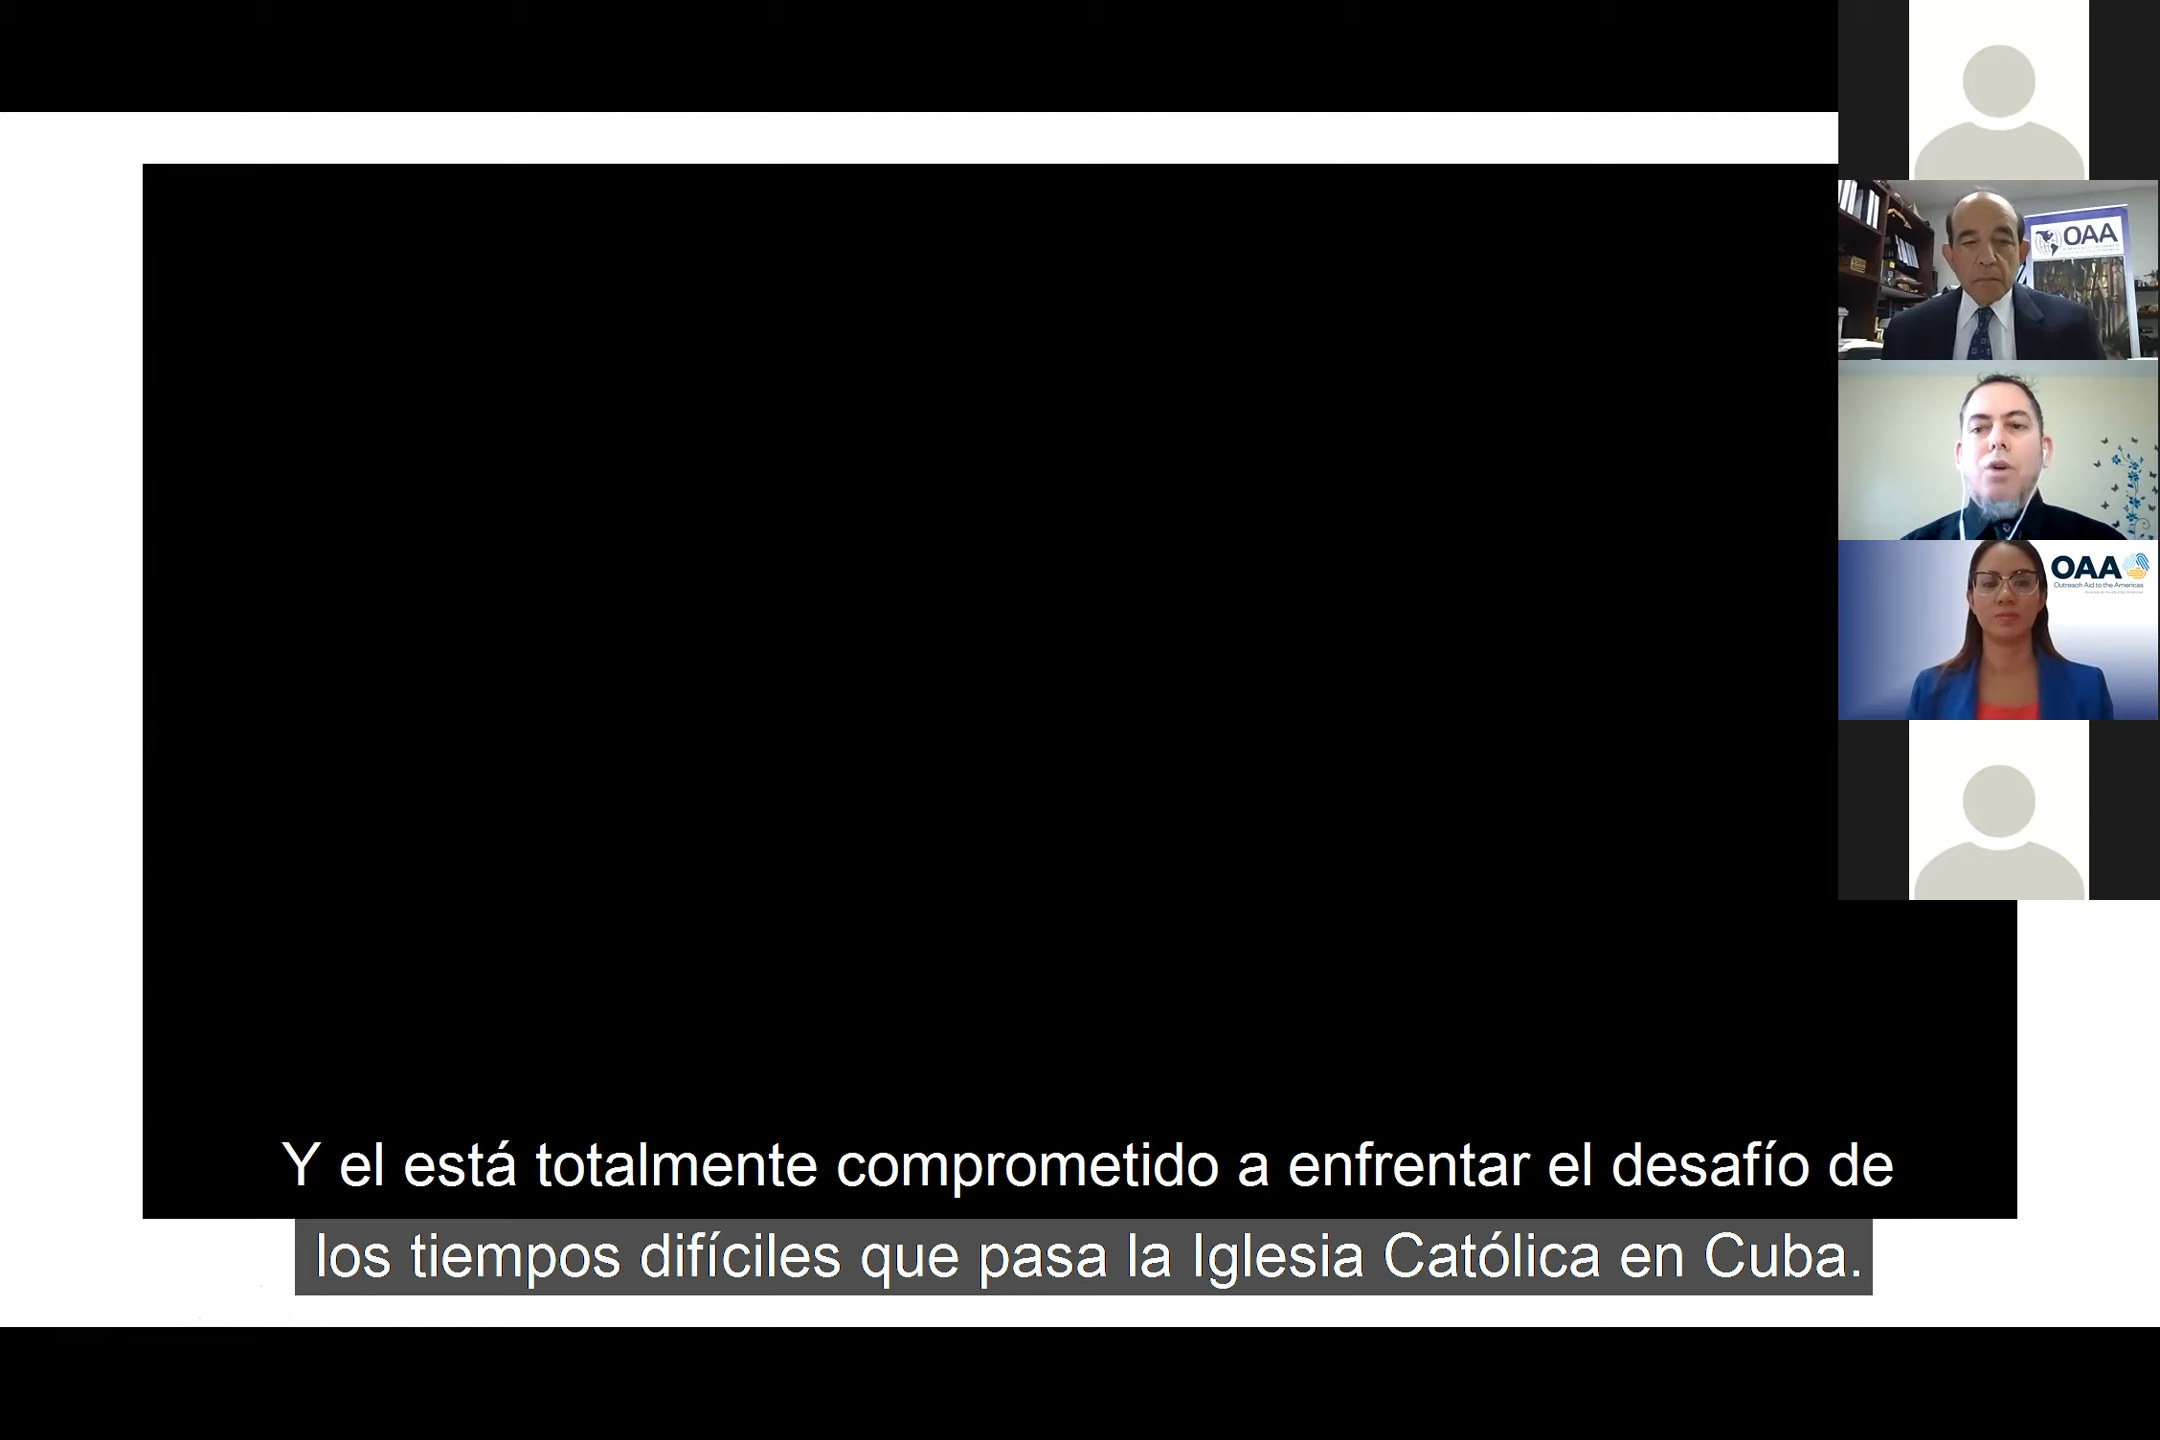 OAA
OAA
Outreach Aid to the Americas
Y el está totalmente comprometido a enfrentar el desafío de
los tiempos difíciles que pasa la Iglesia Católica en Cuba.